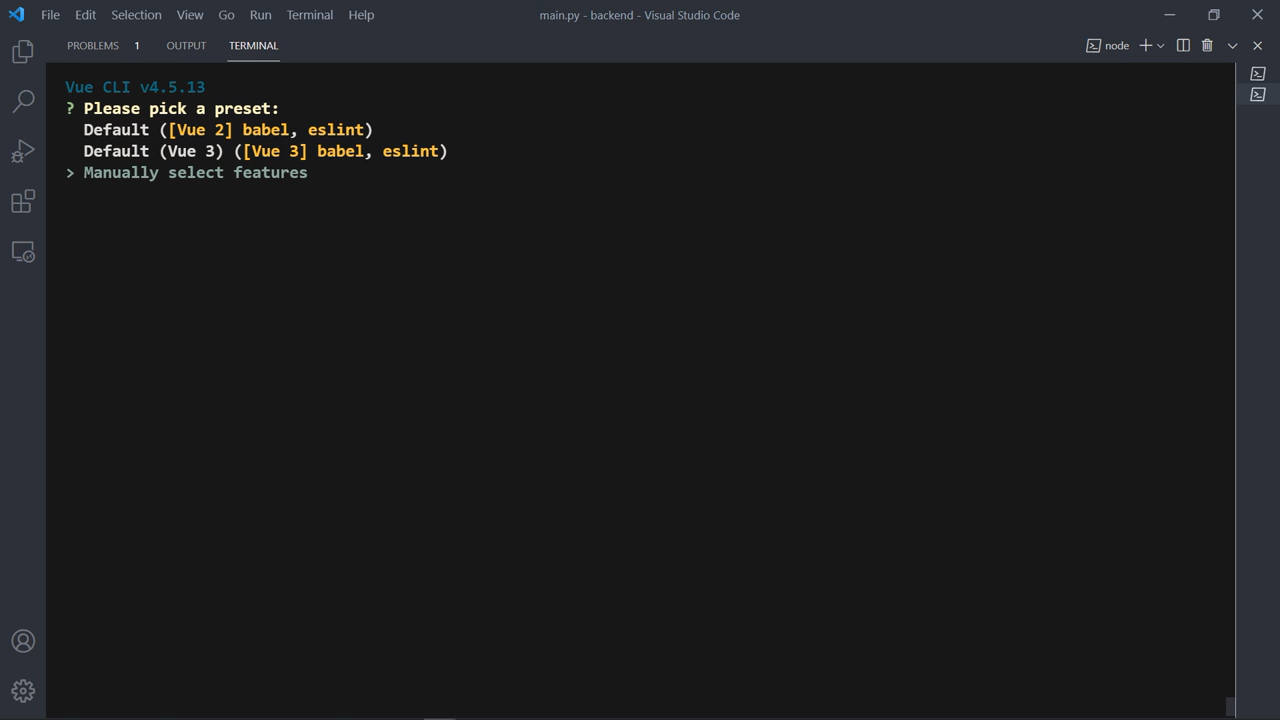 File Edit Selection View Go Run Terminal Help main.py - backend - Visual Studio Code
PROBLEMS 1 OUTPUT TERMINAL node
Vue CLI v4.5.13
? Please pick a preset:
Default ([Vue 2] babel, eslint)
Default (Vue 3) ([Vue 3] babel, eslint)
> Manually select features